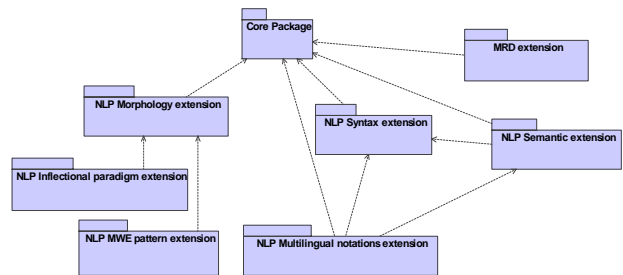 Core Package
MRD extension
NLP Morphology extension
NLP Syntax extension
NLP Semantic extension
NLP Inflectional paradigm extension
NLP MWE pattern extension
NLP Multilingual notations extension